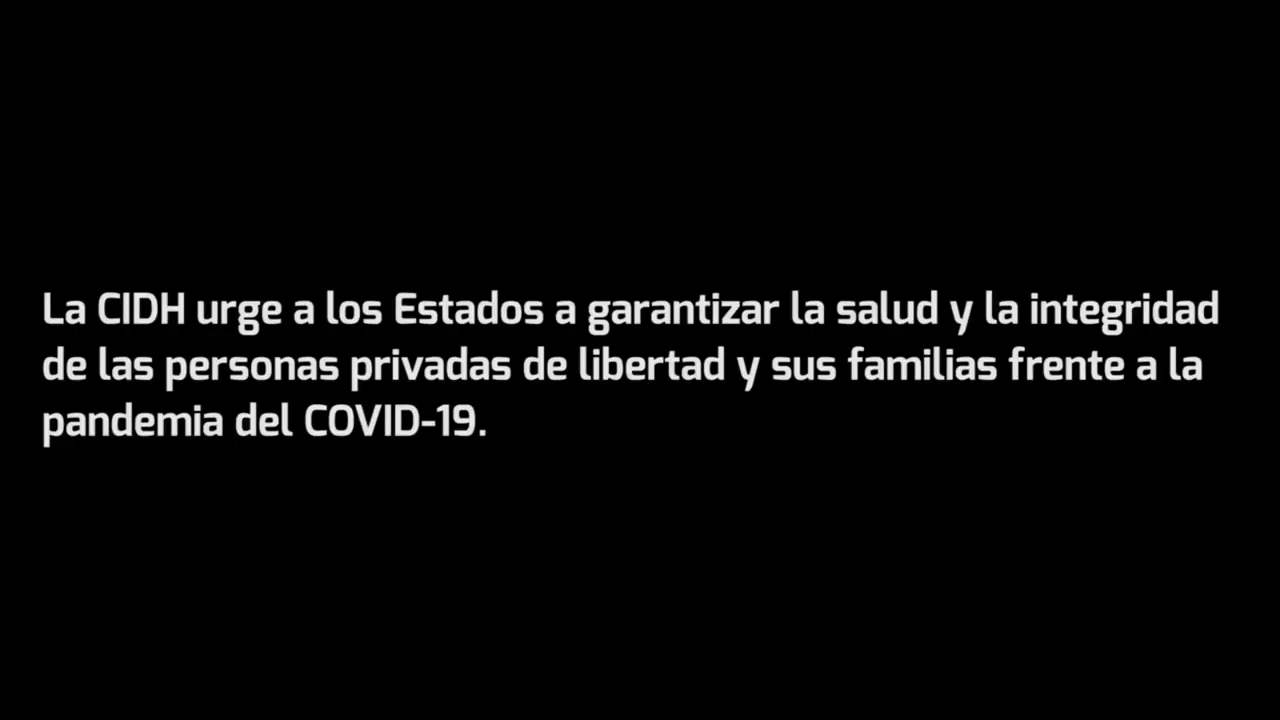 La CIDH urge a los Estados a garantizar la salud y la integridad
de las personas privadas de libertad y sus familias frente a la
pandemia del COVID-19.